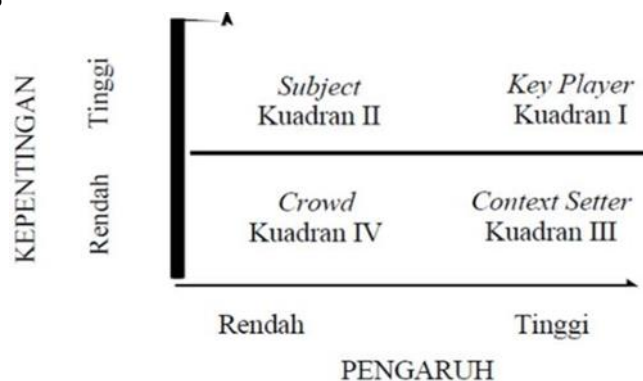 KEPENTINGAN
Tinggi
Rendah
Subject
Kuadran II
Key Player
Kuadran I
Crowd
Kuadran IV
Context Setter
Kuadran III
Rendah
Tinggi
PENGARUH